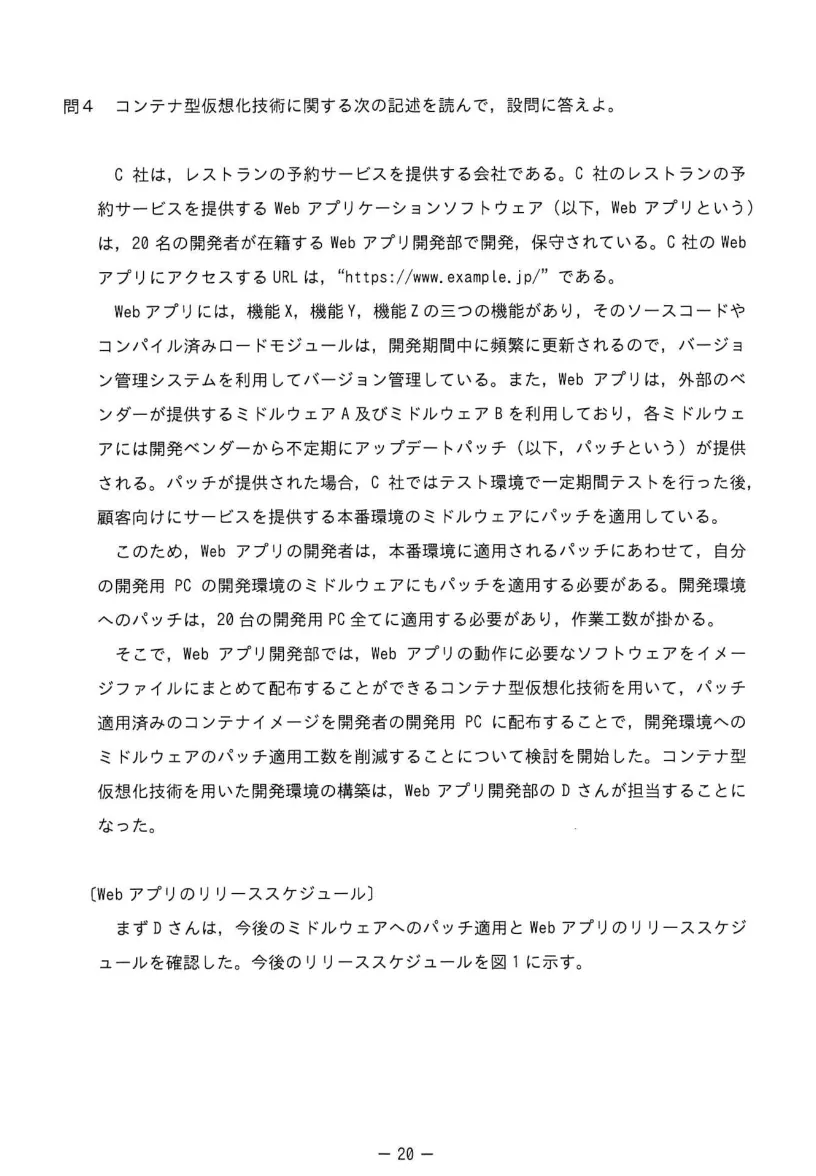 問4　コンテナ型仮想化技術に関する次の記述を読んで，設問に答えよ。
C 社は，レストランの予約サービスを提供する会社である。C 社のレストランの予
約サービスを提供する Web アプリケーションソフトウェア（以下，Web アプリという）
は，20 名の開発者が在籍する Web アプリ開発部で開発，保守されている。C 社の Web
アプリにアクセスする URL は，“https://www.example.jp/” である。
Web アプリには，機能 X，機能 Y，機能 Z の三つの機能があり，そのソースコードや
コンパイル済みロードモジュールは，開発期間中に頻繁に更新されるので，バージョ
ン管理システムを利用してバージョン管理している。また，Web アプリは，外部のベ
ンダーが提供するミドルウェア A 及びミドルウェア B を利用しており，各ミドルウェ
アには開発ベンダーから不定期にアップデートパッチ（以下，パッチという）が提供
される。パッチが提供された場合，C 社ではテスト環境で一定期間テストを行った後，
顧客向けにサービスを提供する本番環境のミドルウェアにパッチを適用している。
このため，Web アプリの開発者は，本番環境に適用されるパッチにあわせて，自分
の開発用 PC の開発環境のミドルウェアにもパッチを適用する必要がある。開発環境
へのパッチは，20 台の開発用 PC 全てに適用する必要があり，作業工数が掛かる。
そこで，Web アプリ開発部では，Web アプリの動作に必要なソフトウェアをイメー
ジファイルにまとめて配布することができるコンテナ型仮想化技術を用いて，パッチ
適用済みのコンテナイメージを開発者の開発用 PC に配布することで，開発環境への
ミドルウェアのパッチ適用工数を削減することについて検討を開始した。コンテナ型
仮想化技術を用いた開発環境の構築は，Web アプリ開発部の D さんが担当することに
なった。
〔Web アプリのリリーススケジュール〕
まず D さんは，今後のミドルウェアへのパッチ適用と Web アプリのリリーススケジ
ュールを確認した。今後のリリーススケジュールを図 1 に示す。
－ 20 －